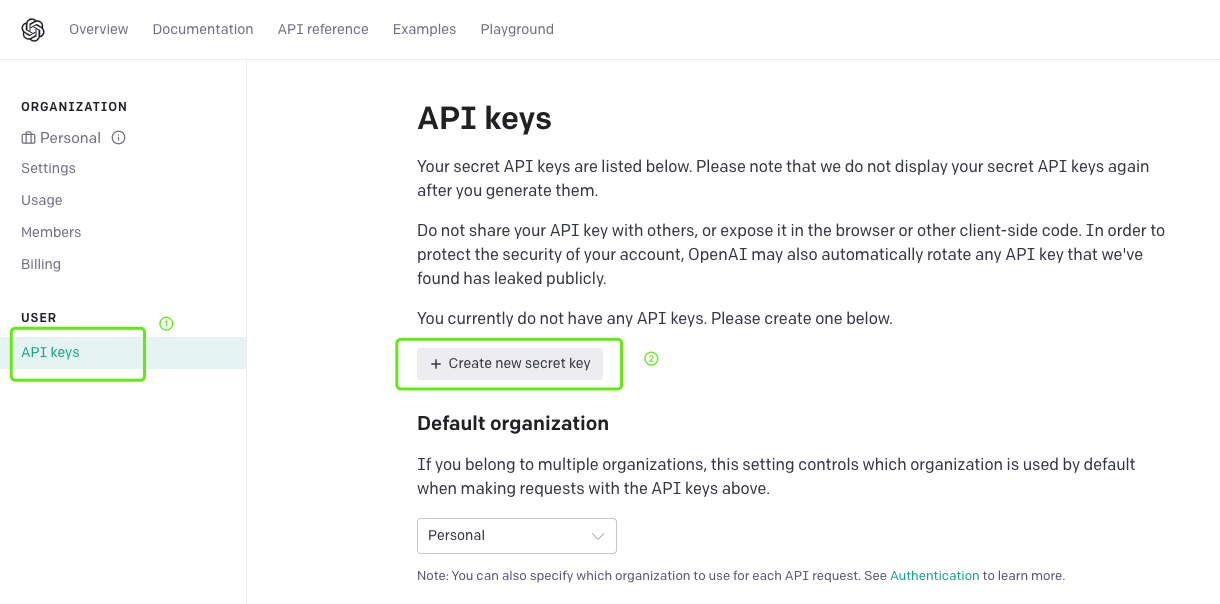 Overview Documentation API reference Examples Playground
ORGANIZATION
Personal
Settings
Usage
Members
Billing
USER
1
API keys
API keys
Your secret API keys are listed below. Please note that we do not display your secret API keys again
after you generate them.
Do not share your API key with others, or expose it in the browser or other client-side code. In order to
protect the security of your account, OpenAI may also automatically rotate any API key that we've
found has leaked publicly.
You currently do not have any API keys. Please create one below.
+ Create new secret key
2
Default organization
If you belong to multiple organizations, this setting controls which organization is used by default
when making requests with the API keys above.
Personal
Note: You can also specify which organization to use for each API request. See Authentication to learn more.